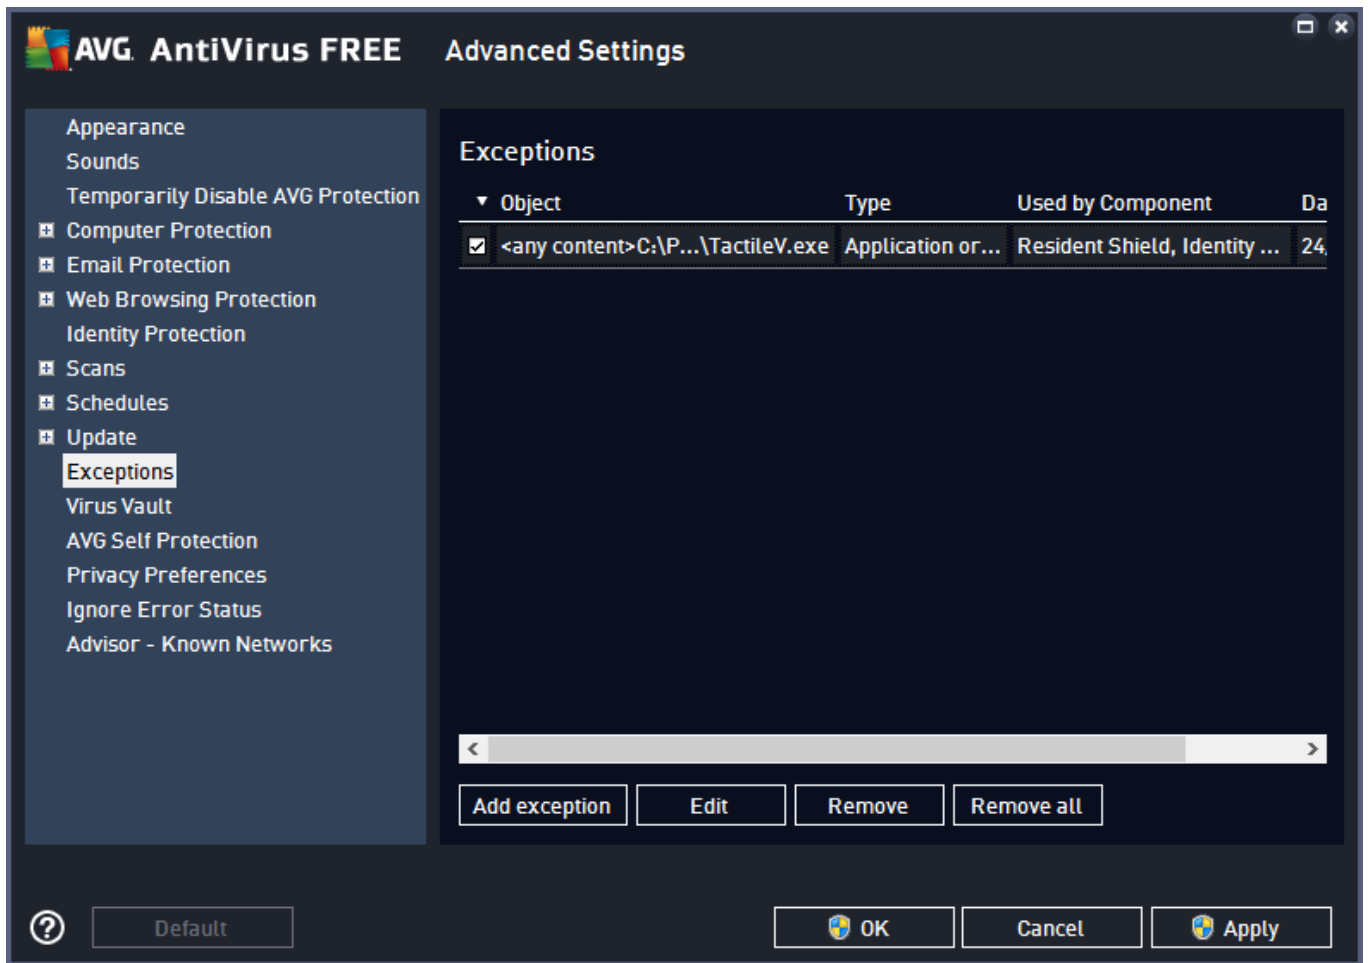 AVG. AntiVirus FREE Advanced Settings
Appearance
Sounds
Temporarily Disable AVG Protection
Computer Protection
Email Protection
Web Browsing Protection
Identity Protection
Scans
Schedules
Update
Exceptions
Virus Vault
AVG Self Protection
Privacy Preferences
Ignore Error Status
Advisor - Known Networks
Exceptions
Object Type Used by Component Da
<any content>C:\P...\TactileV.exe Application or... Resident Shield, Identity ... 24,
Add exception Edit Remove Remove all
? Default OK Cancel Apply